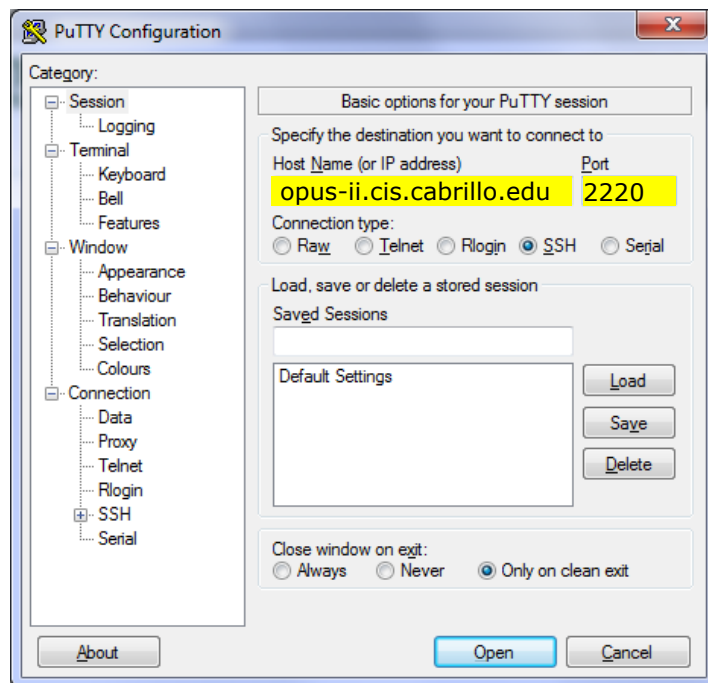 PuTTY Configuration
Category:
Session
Logging
Terminal
Keyboard
Bell
Features
Window
Appearance
Behaviour
Translation
Selection
Colours
Connection
Data
Proxy
Telnet
Rlogin
SSH
Serial
Basic options for your PuTTY session
Specify the destination you want to connect to
Host Name (or IP address) Port
opus-ii.cis.cabrillo.edu 2220
Connection type:
Raw Telnet Rlogin SSH Serial
Load, save or delete a stored session
Saved Sessions
Default Settings
Load
Save
Delete
Close window on exit:
Always Never Only on clean exit
About Open Cancel